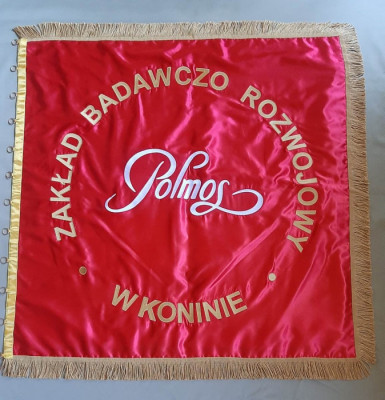 ZAKŁAD BADAWCZO ROZWOJOWY
Polmos
• W KONINIE •